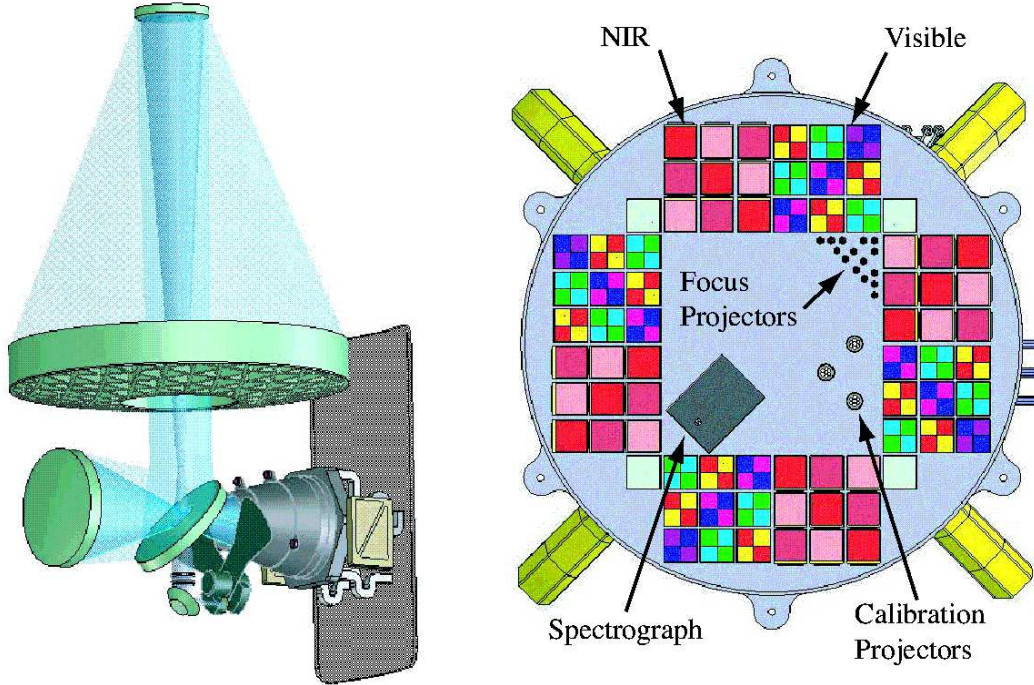 NIR
Visible
Focus
Projectors
Spectrograph
Calibration
Projectors